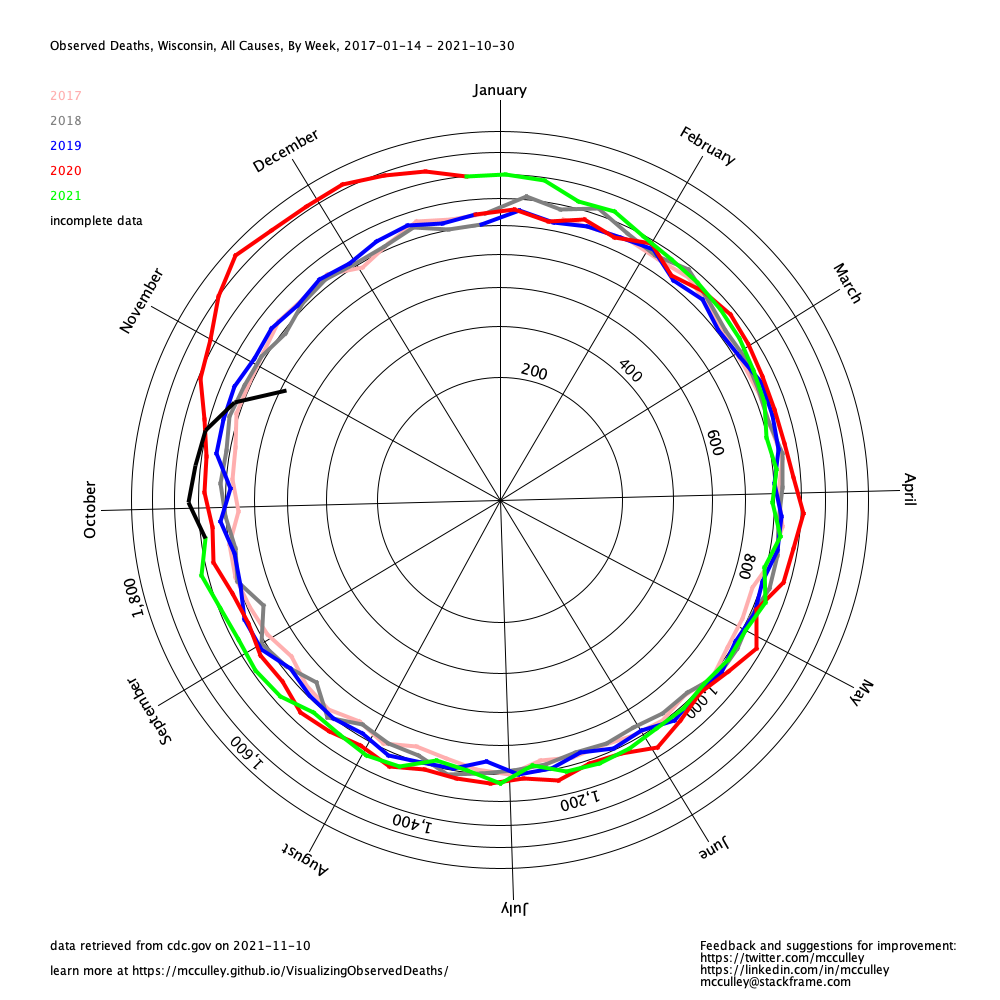 Observed Deaths, Wisconsin, All Causes, By Week, 2017-01-14 - 2021-10-30
2017
2018
2019
2020
2021
incomplete data
January
February
March
April
May
June
July
August
September
October
November
December
200
400
600
800
1,000
1,200
1,400
1,600
1,800
data retrieved from cdc.gov on 2021-11-10
learn more at https://mcculley.github.io/VisualizingObservedDeaths/
Feedback and suggestions for improvement:
https://twitter.com/mcculley
https://linkedin.com/in/mcculley
mcculley@stackframe.com